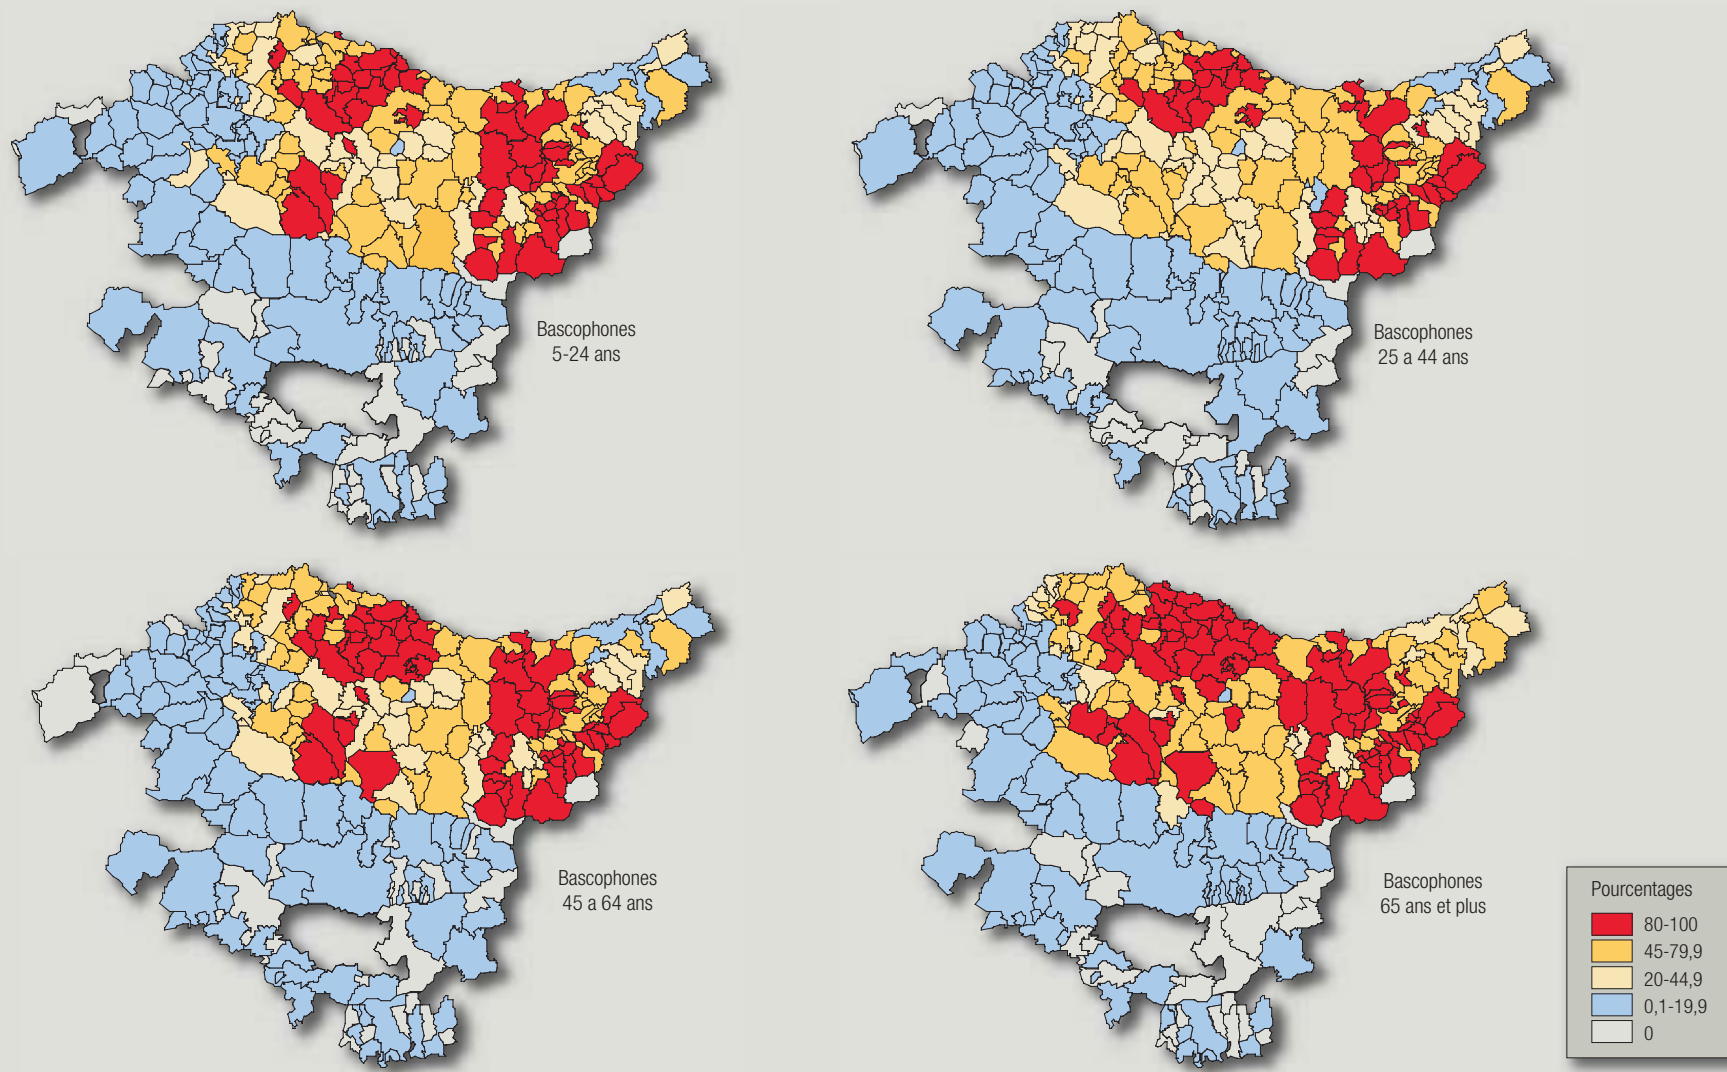 Bascophones
5-24 ans
Bascophones
25 a 44 ans
Bascophones
45 a 64 ans
Bascophones
65 ans et plus
Pourcentages
80-100
45-79,9
20-44,9
0,1-19,9
0